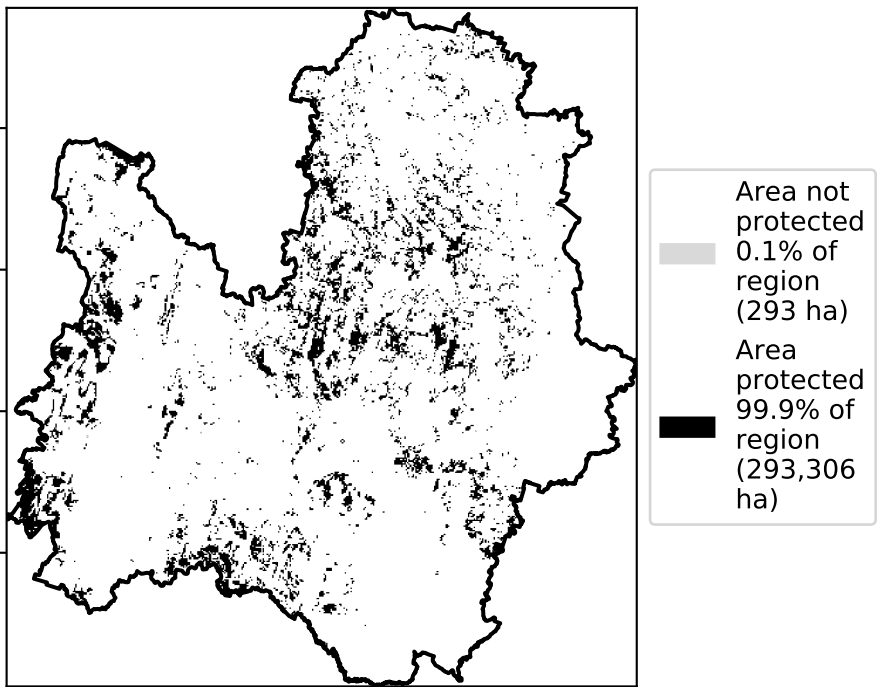 Area not
protected
0.1% of
region
(293 ha)
Area
protected
99.9% of
region
(293,306
ha)